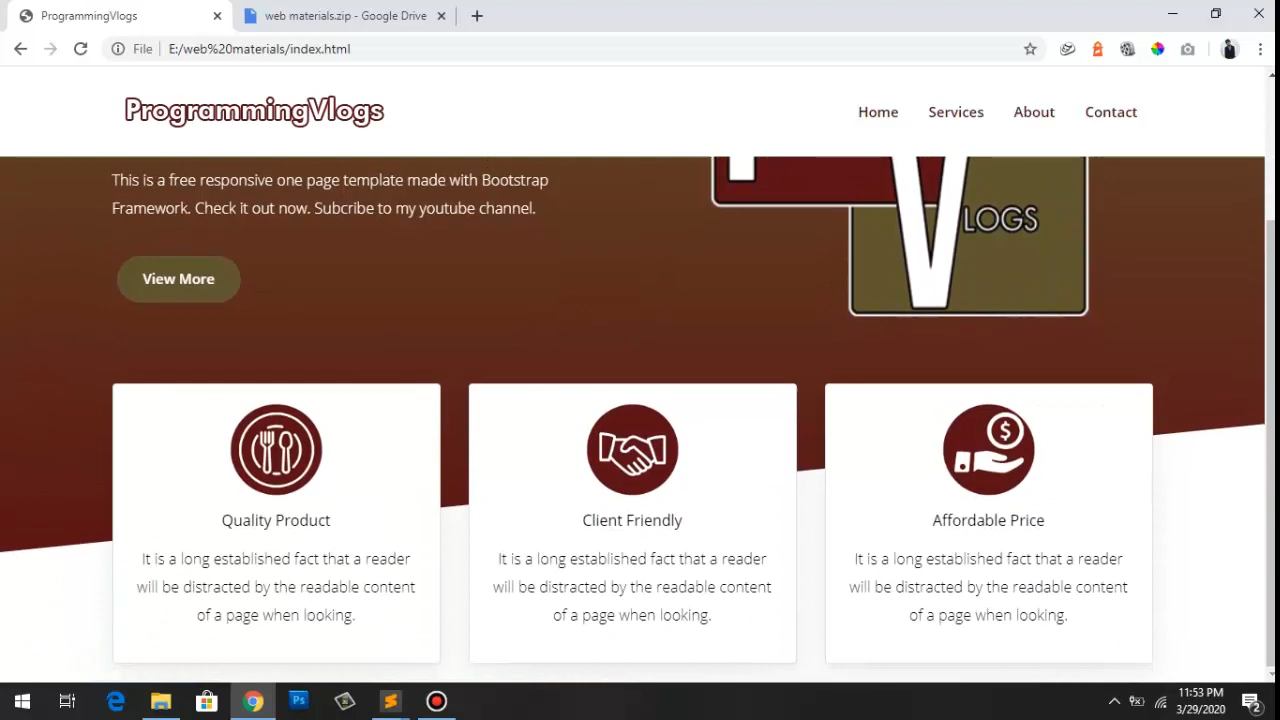 ProgrammingVlogs
web materials.zip - Google Drive
File
E:/web%20materials/index.html
ProgrammingVlogs
Home
Services
About
Contact
This is a free responsive one page template made with Bootstrap
Framework. Check it out now. Subcribe to my youtube channel.
V
LOGS
View More
Quality Product
It is a long established fact that a reader
will be distracted by the readable content
of a page when looking.
Client Friendly
It is a long established fact that a reader
will be distracted by the readable content
of a page when looking.
$
Affordable Price
It is a long established fact that a reader
will be distracted by the readable content
of a page when looking.
Ps
11:53 PM
3/29/2020
2